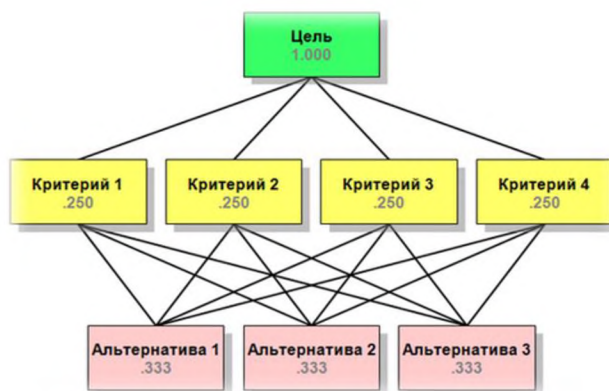 Цель
1.000
Критерий 1
.250
Критерий 2
.250
Критерий 3
.250
Критерий 4
.250
Альтернатива 1
.333
Альтернатива 2
.333
Альтернатива 3
.333